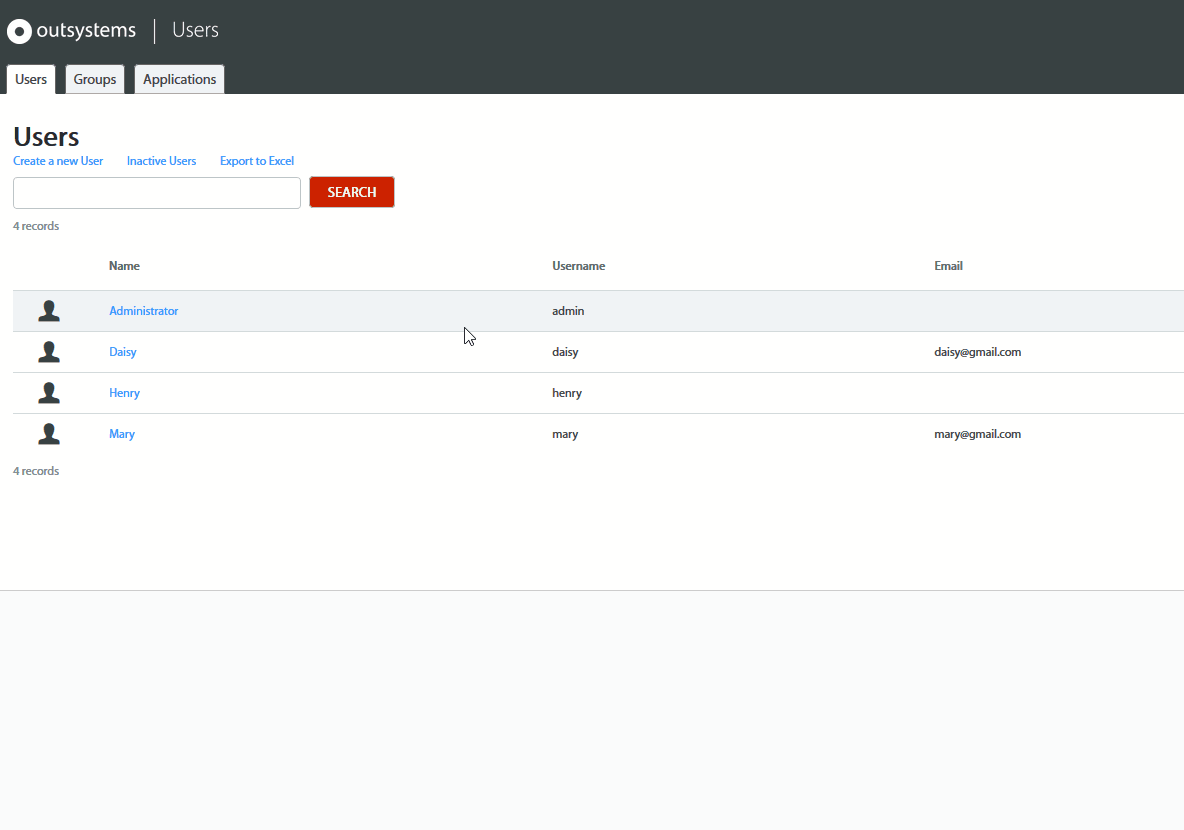 outsystems | Users
Users Groups Applications
Users
Create a new User Inactive Users Export to Excel
SEARCH
4 records
Name Username Email
Administrator admin
Daisy daisy daisy@gmail.com
Henry henry
Mary mary mary@gmail.com
4 records